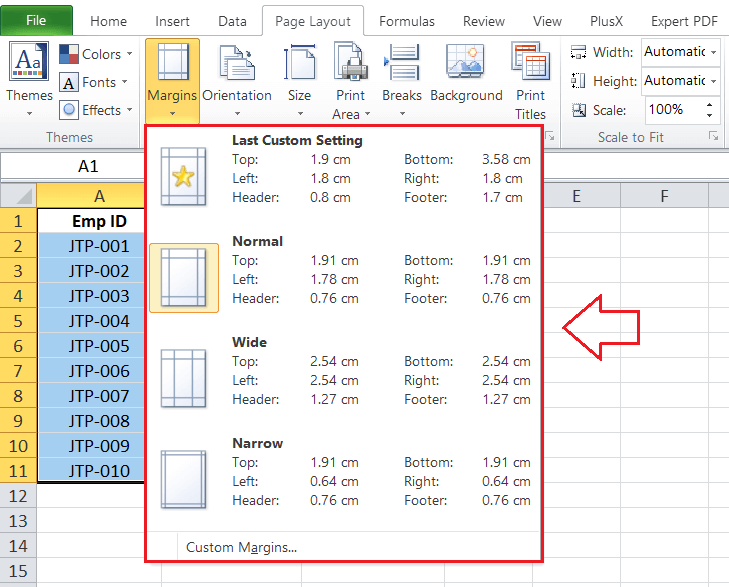 File Home Insert Data Page Layout Formulas Review View PlusX Expert PDF
Colors
Fonts
Effects
Themes
Themes
Margins
Orientation
Size
Print
Area
Breaks
Background
Print
Titles
Width: Automatic
Height: Automatic
Scale: 100%
Scale to Fit
A1
A E F
1 Emp ID
2 JTP-001
3 JTP-002
4 JTP-003
5 JTP-004
6 JTP-005
7 JTP-006
8 JTP-007
9 JTP-008
10 JTP-009
11 JTP-010
12
13
14
15
Last Custom Setting
Top: 1.9 cm Bottom: 3.58 cm
Left: 1.8 cm Right: 1.8 cm
Header: 0.8 cm Footer: 1.7 cm
Normal
Top: 1.91 cm Bottom: 1.91 cm
Left: 1.78 cm Right: 1.78 cm
Header: 0.76 cm Footer: 0.76 cm
Wide
Top: 2.54 cm Bottom: 2.54 cm
Left: 2.54 cm Right: 2.54 cm
Header: 1.27 cm Footer: 1.27 cm
Narrow
Top: 1.91 cm Bottom: 1.91 cm
Left: 0.64 cm Right: 0.64 cm
Header: 0.76 cm Footer: 0.76 cm
Custom Margins...